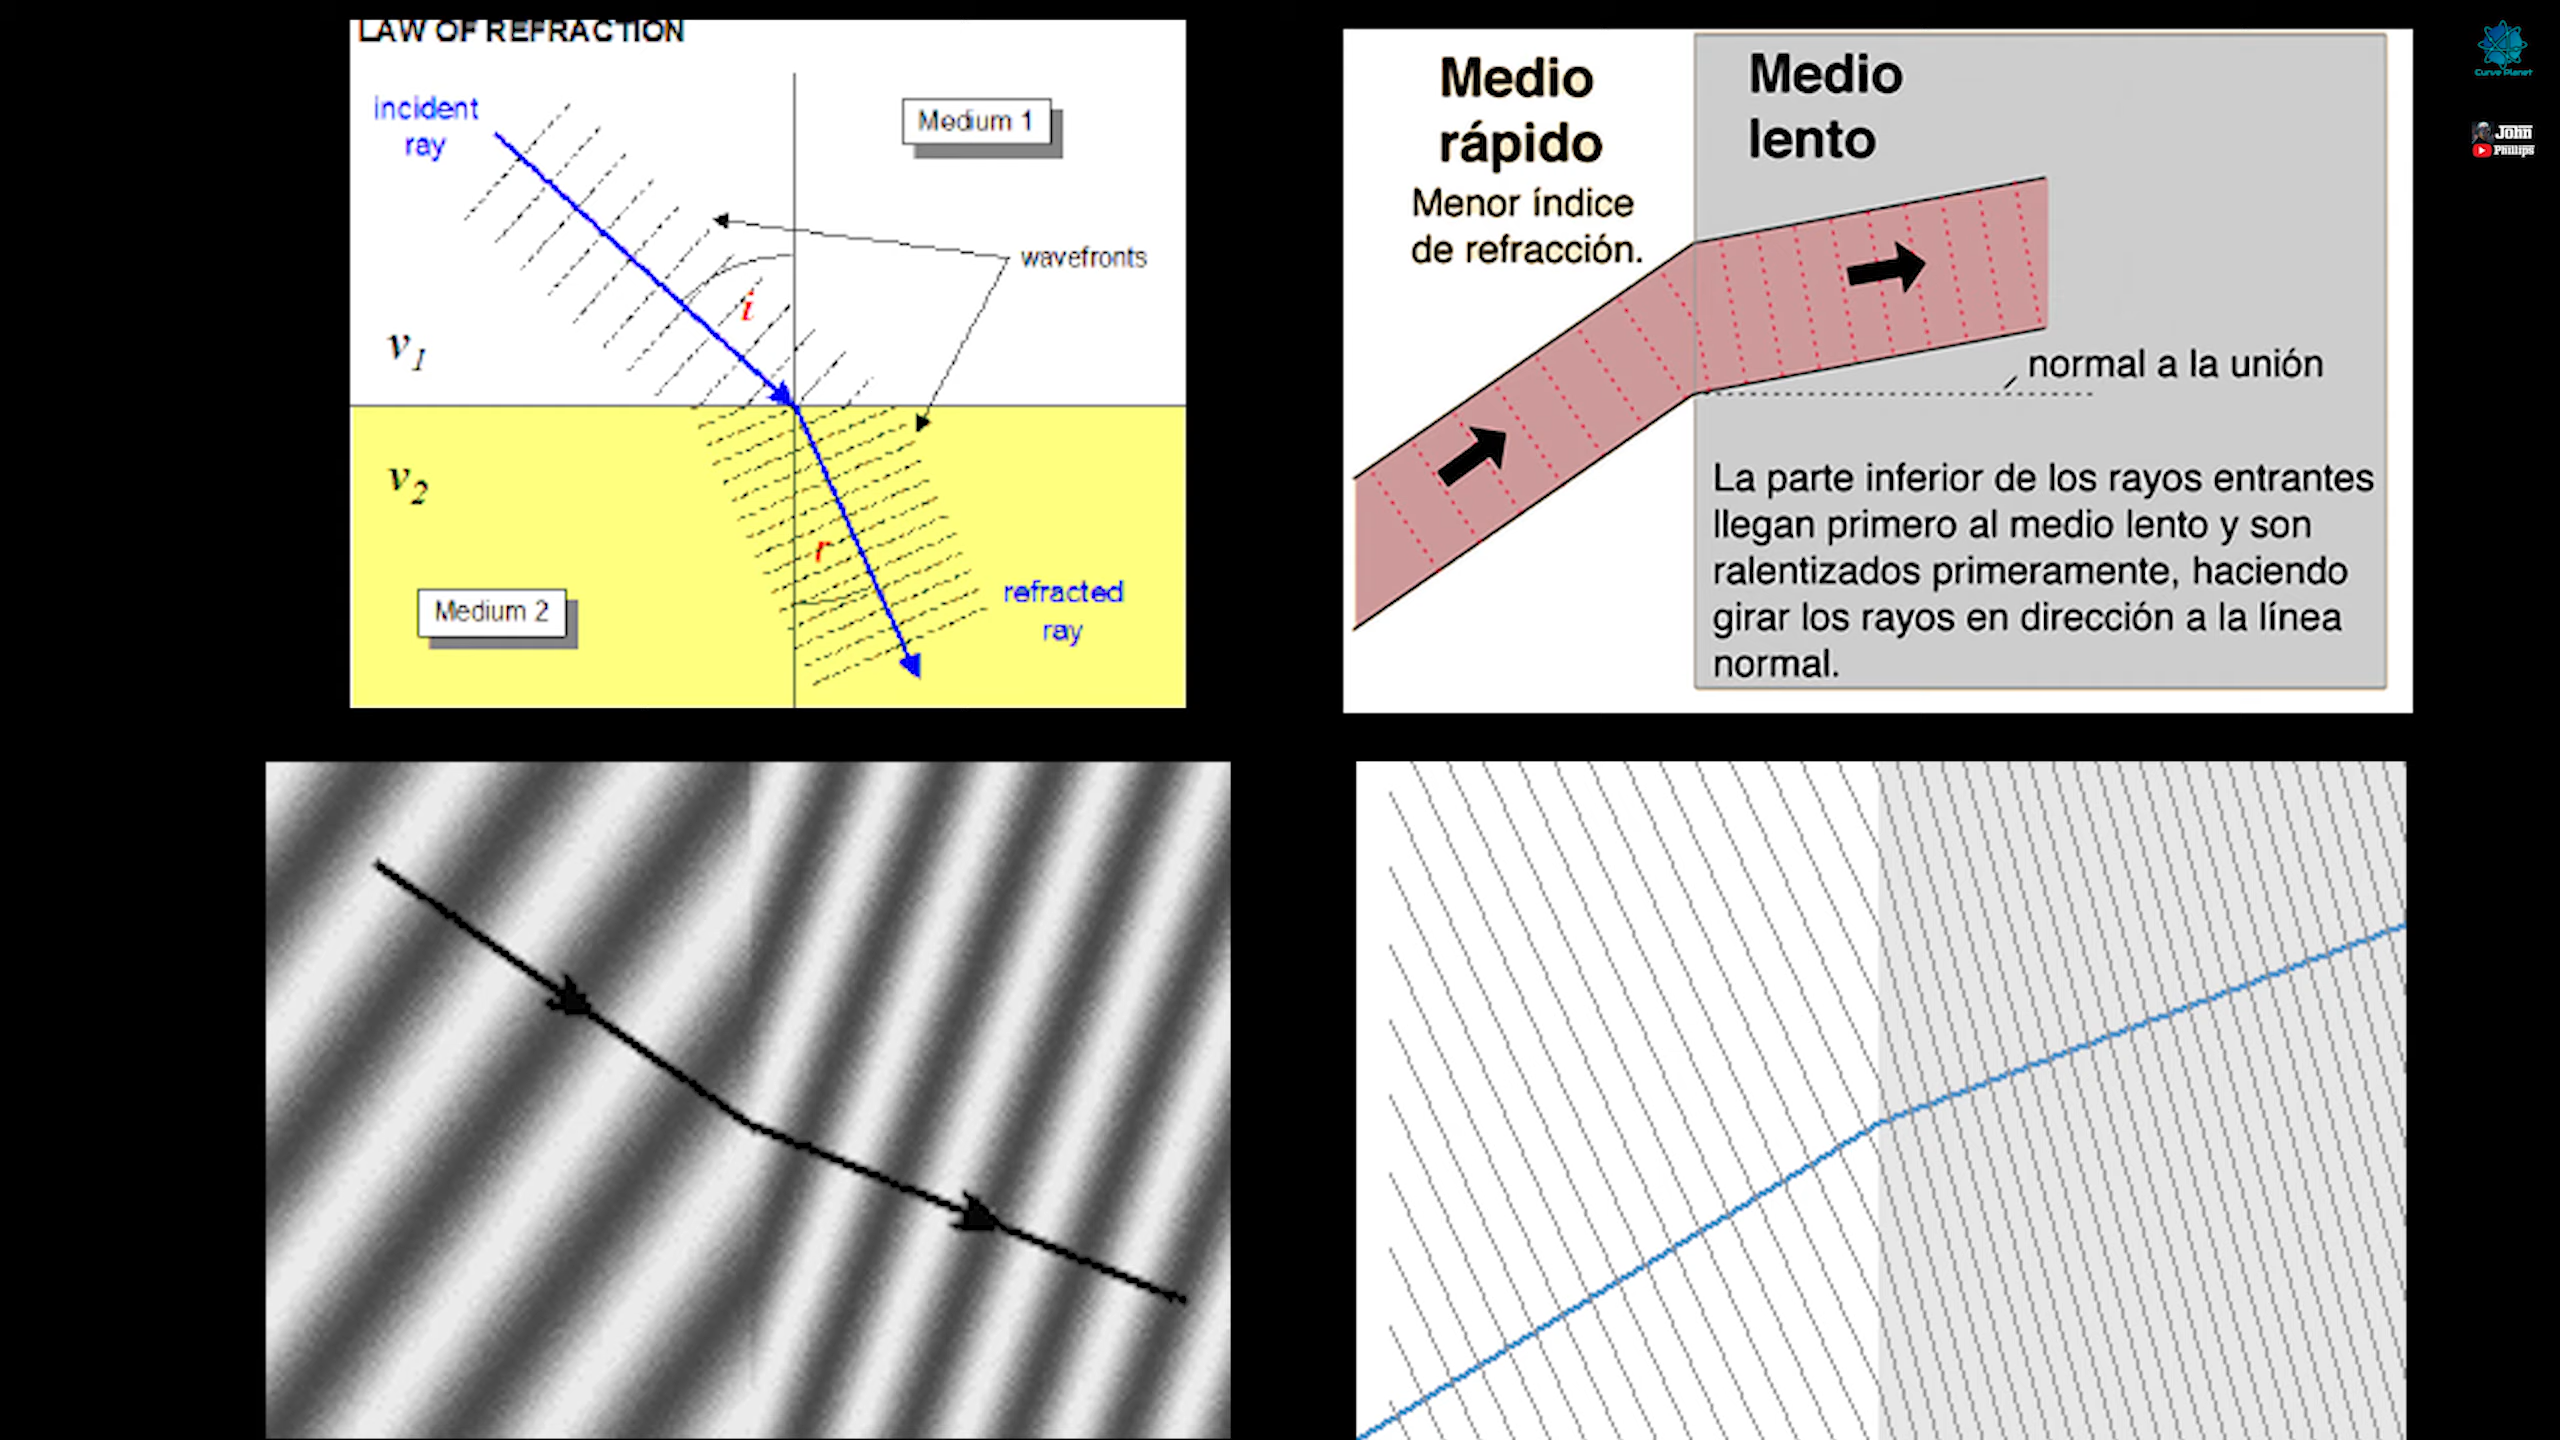 LAW OF REFRACTION
incident
ray
Medium 1
wavefronts
i
v1
v2
r
Medium 2
refracted
ray
Medio
rápido
Menor índice
de refracción.
Medio
lento
normal a la unión
La parte inferior de los rayos entrantes
llegan primero al medio lento y son
ralentizados primeramente, haciendo
girar los rayos en dirección a la línea
normal.
Curve Planet
John
Phillips